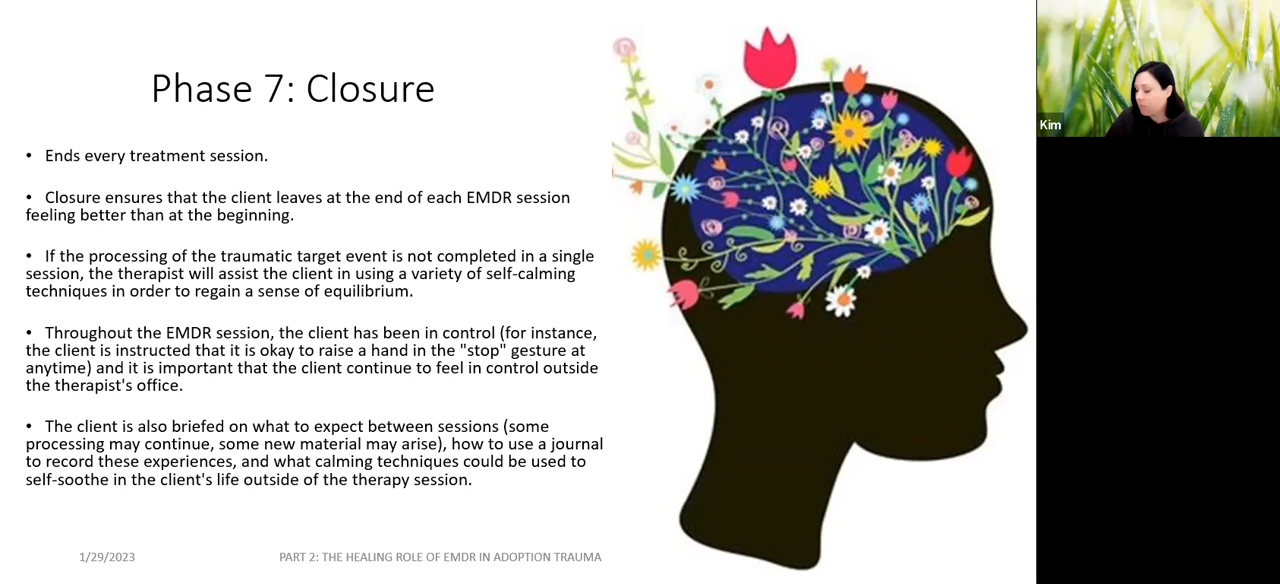 Phase 7: Closure
• Ends every treatment session.
• Closure ensures that the client leaves at the end of each EMDR session
feeling better than at the beginning.
• If the processing of the traumatic target event is not completed in a single
session, the therapist will assist the client in using a variety of self-calming
techniques in order to regain a sense of equilibrium.
• Throughout the EMDR session, the client has been in control (for instance,
the client is instructed that it is okay to raise a hand in the "stop" gesture at
anytime) and it is important that the client continue to feel in control outside
the therapist's office.
• The client is also briefed on what to expect between sessions (some
processing may continue, some new material may arise), how to use a journal
to record these experiences, and what calming techniques could be used to
self-soothe in the client's life outside of the therapy session.
1/29/2023
PART 2: THE HEALING ROLE OF EMDR IN ADOPTION TRAUMA
Kim